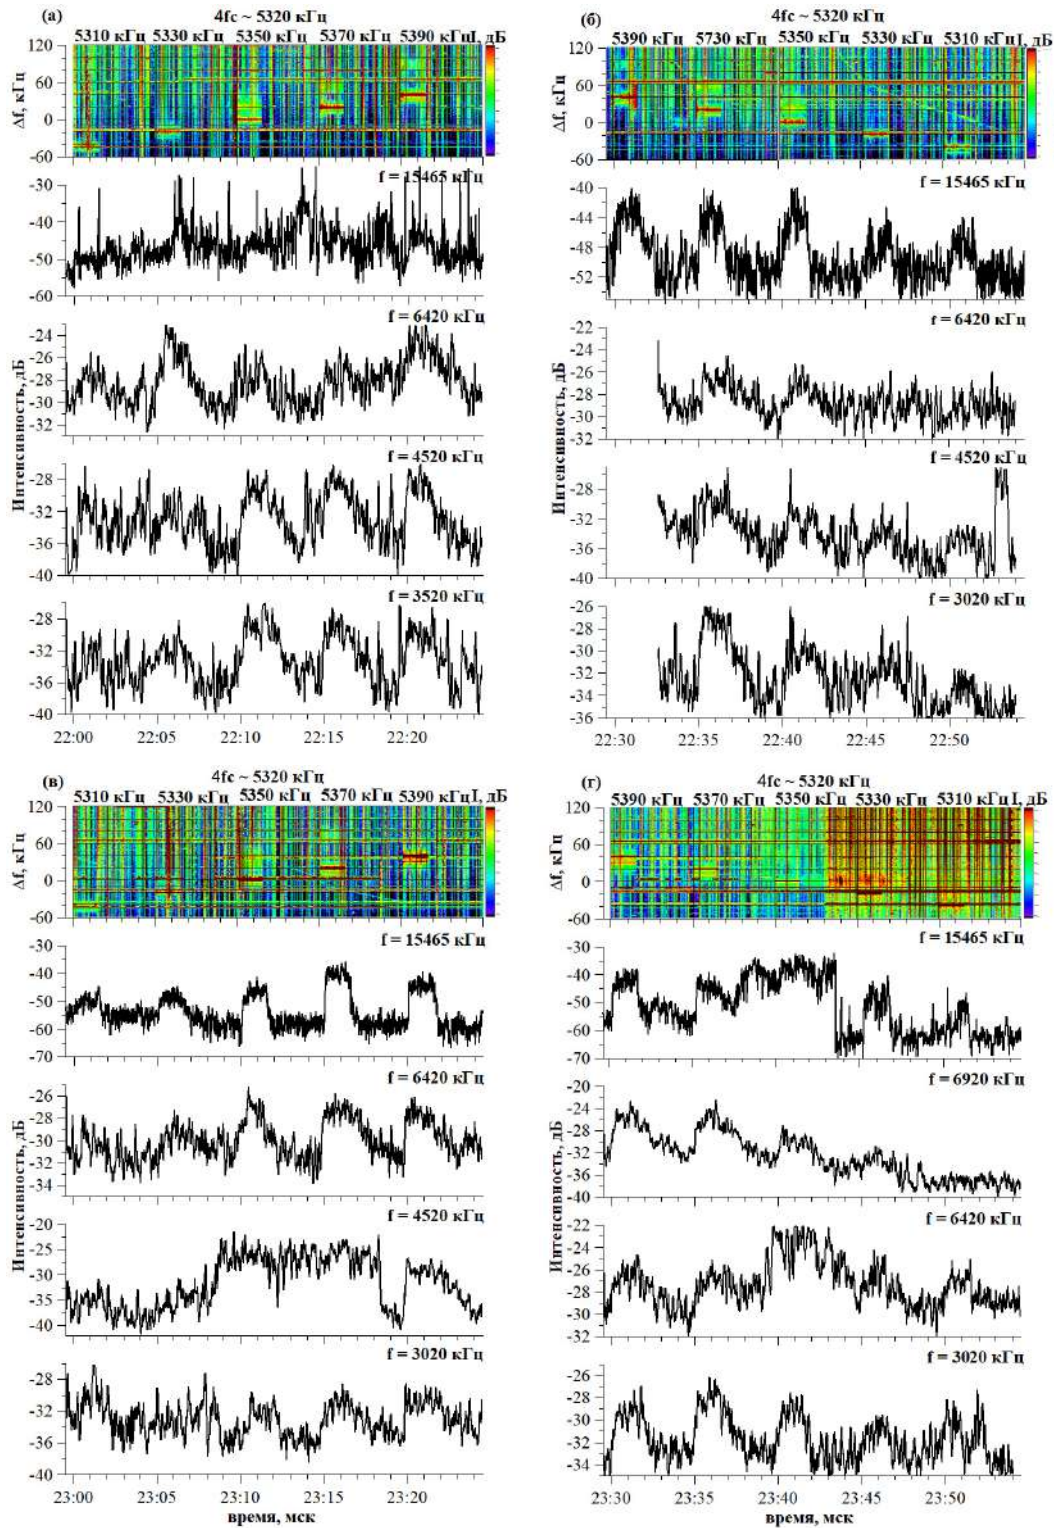 (а)
4fc ~ 5320 кГц
5310 кГц 5330 кГц 5350 кГц 5370 кГц 5390 кГц I, дБ
Δf, кГц
120
60
0
-60
f = 15465 кГц
-30
-40
-50
-60
f = 6420 кГц
-24
-26
-28
-30
-32
Интенсивность, дБ
f = 4520 кГц
-28
-32
-36
-40
f = 3520 кГц
-28
-32
-36
-40
22:00 22:05 22:10 22:15 22:20
(б)
4fc ~ 5320 кГц
5390 кГц 5730 кГц 5350 кГц 5330 кГц 5310 кГц I, дБ
Δf, кГц
120
60
0
-60
f = 15465 кГц
-40
-44
-48
-52
f = 6420 кГц
-22
-24
-26
-28
-30
-32
Интенсивность, дБ
f = 4520 кГц
-28
-32
-36
-40
f = 3020 кГц
-26
-28
-30
-32
-34
-36
22:30 22:35 22:40 22:45 22:50
(в)
4fc ~ 5320 кГц
5310 кГц 5330 кГц 5350 кГц 5370 кГц 5390 кГц I, дБ
Δf, кГц
120
60
0
-60
f = 15465 кГц
-30
-40
-50
-60
-70
f = 6420 кГц
-26
-28
-30
-32
-34
Интенсивность, дБ
f = 4520 кГц
-20
-25
-30
-35
-40
f = 3020 кГц
-28
-32
-36
-40
23:00 23:05 23:10 23:15 23:20
время, мск
(г)
4fc ~ 5320 кГц
5390 кГц 5370 кГц 5350 кГц 5330 кГц 5310 кГц I, дБ
Δf, кГц
120
60
0
-60
f = 15465 кГц
-30
-40
-50
-60
-70
f = 6920 кГц
-20
-24
-28
-32
-36
-40
Интенсивность, дБ
f = 6420 кГц
-22
-24
-26
-28
-30
-32
f = 3020 кГц
-26
-28
-30
-32
-34
23:30 23:35 23:40 23:45 23:50
время, мск